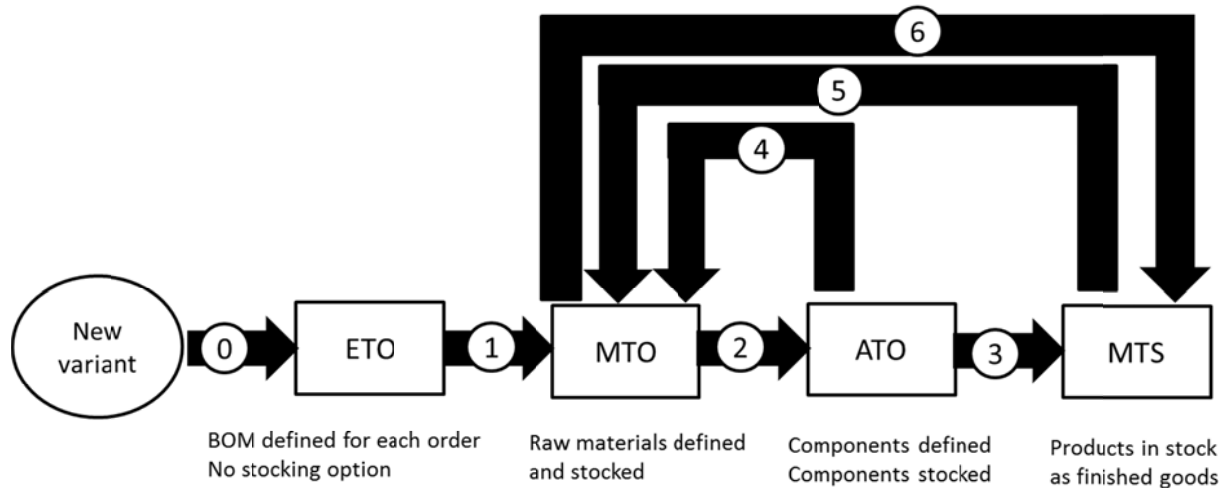 6
5
4
New
variant
0
ETO
1
MTO
2
ATO
3
MTS
BOM defined for each order
No stocking option
Raw materials defined
and stocked
Components defined
Components stocked
Products in stock
as finished goods